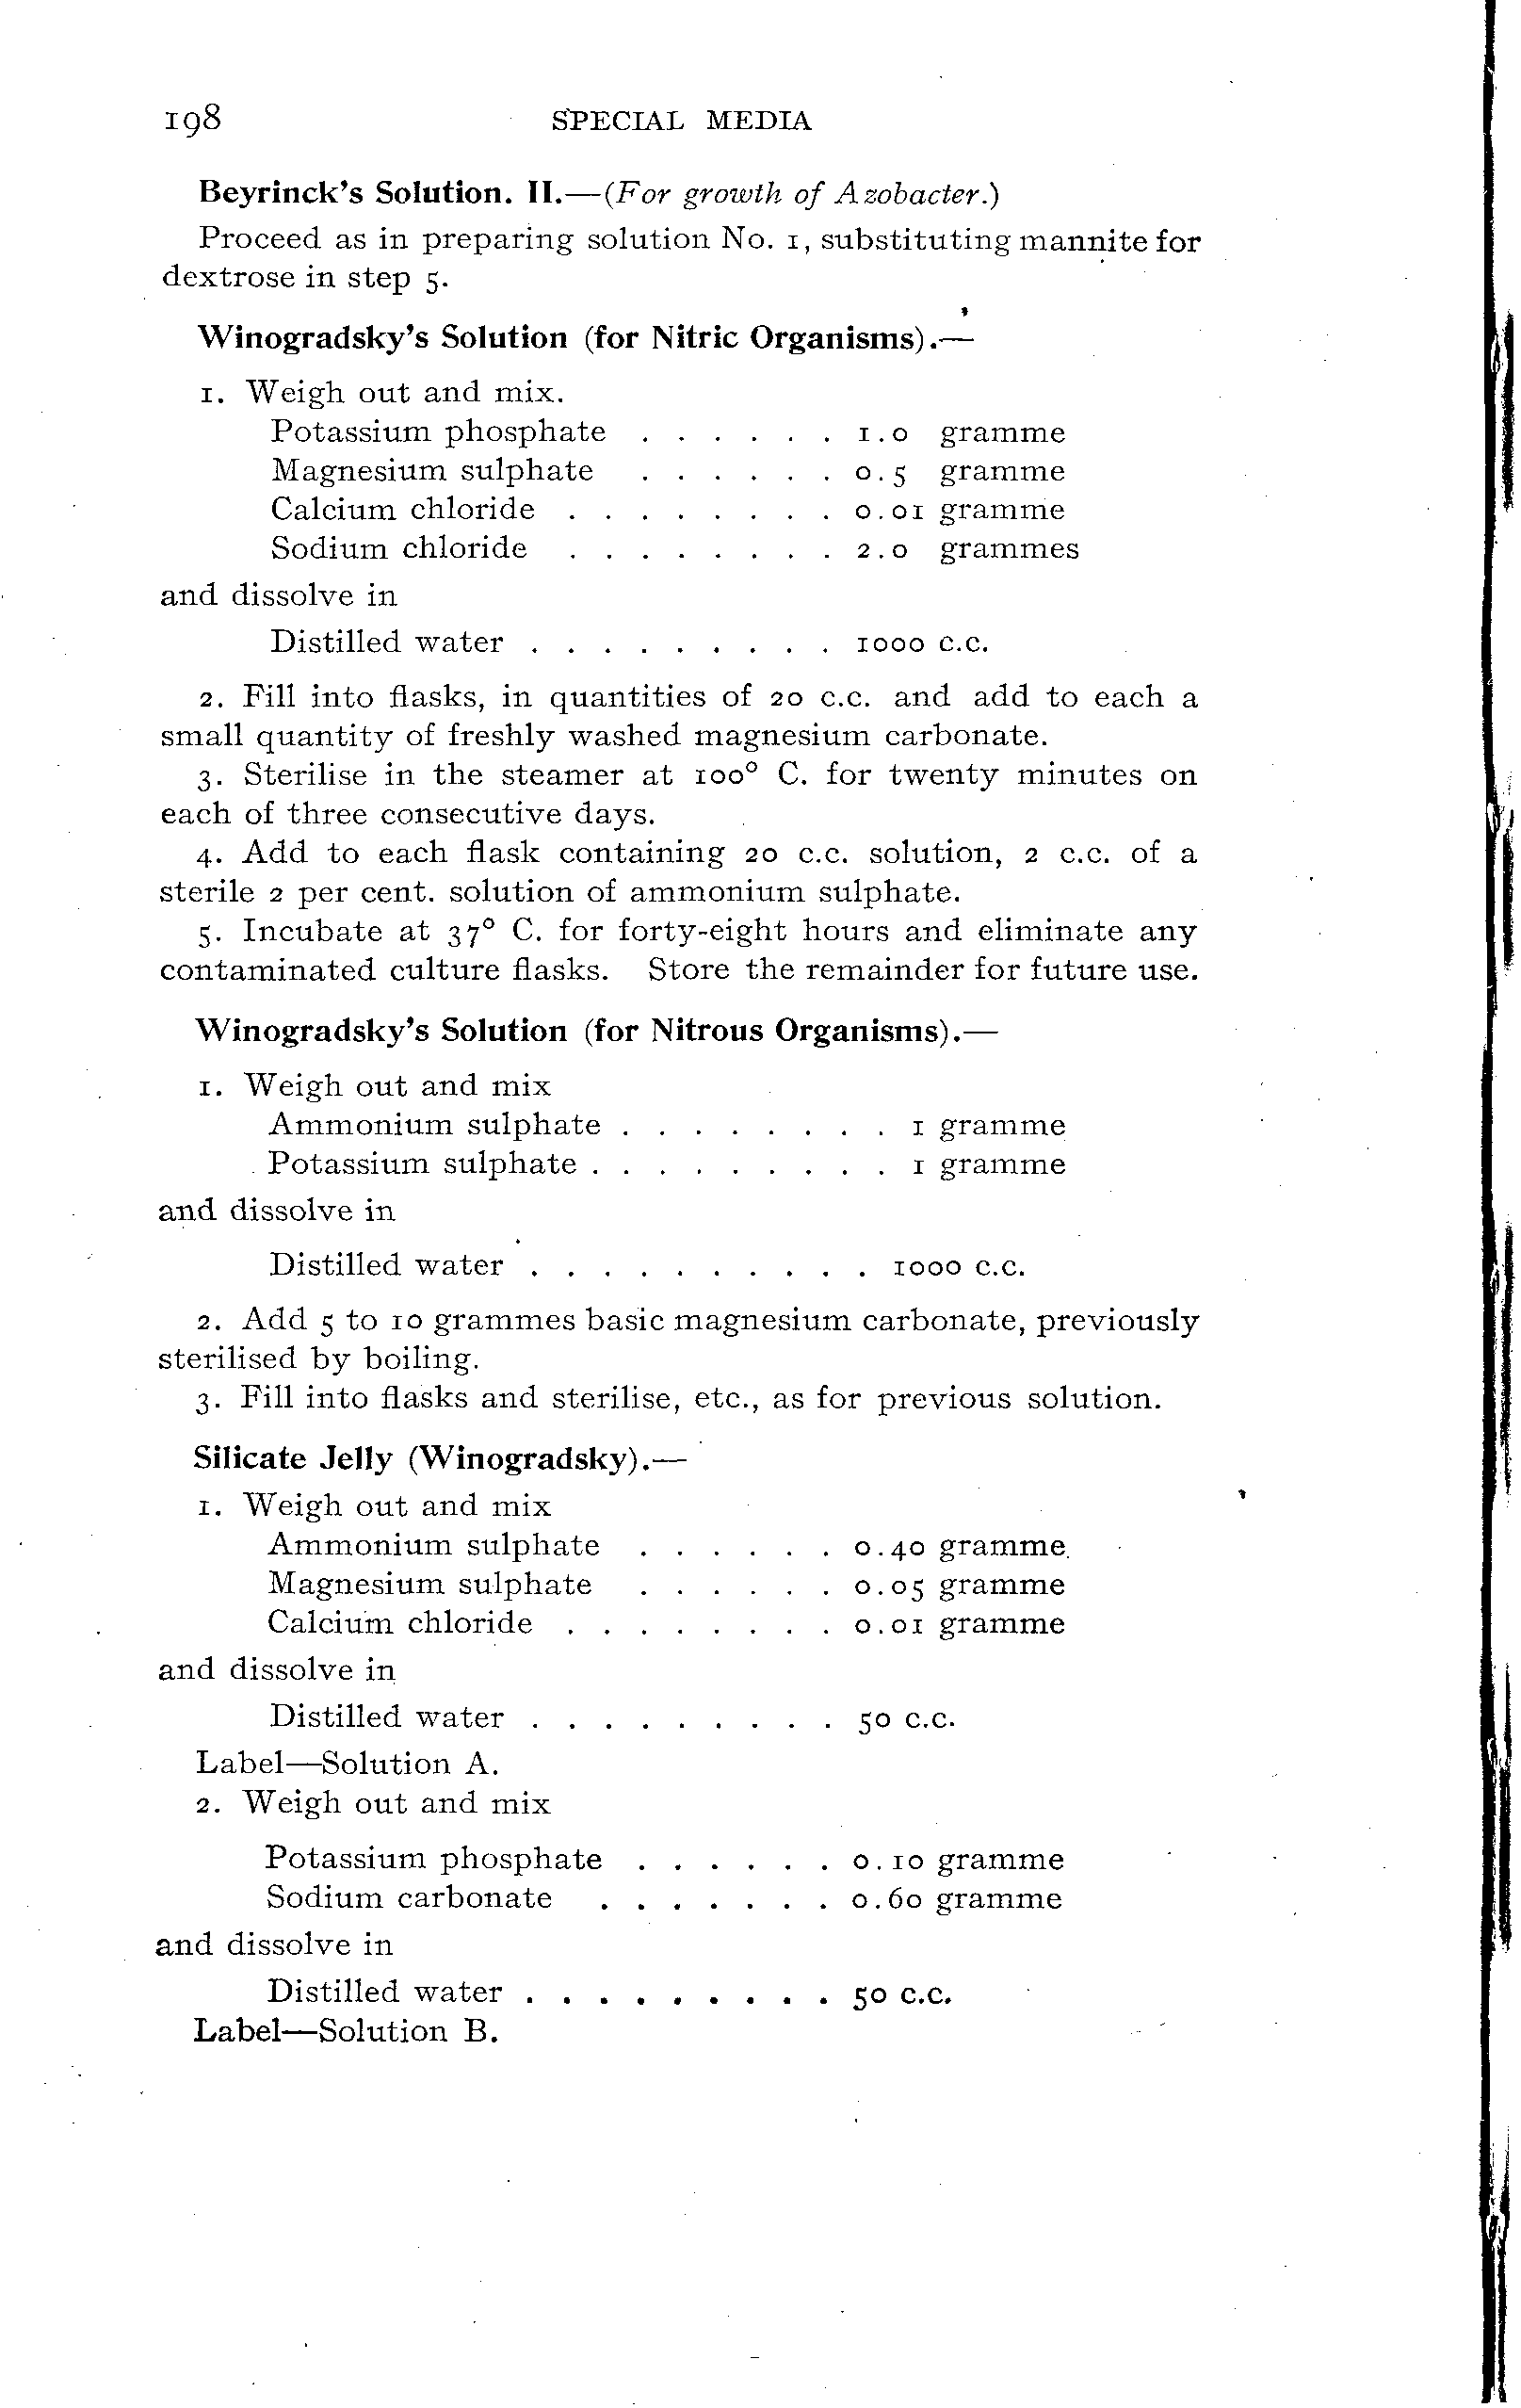 198 SPECIAL MEDIA
Beyrinck's Solution. II.—(For growth of Azobacter.)
Proceed as in preparing solution No. 1, substituting mannite for
dextrose in step 5.
Winogradsky's Solution (for Nitric Organisms).—
1. Weigh out and mix.
Potassium phosphate . . . . . . 1.0 gramme
Magnesium sulphate . . . . . . 0.5 gramme
Calcium chloride . . . . . . . . 0.01 gramme
Sodium chloride . . . . . . . . 2.0 grammes
and dissolve in
Distilled water . . . . . . . . . 1000 c.c.
2. Fill into flasks, in quantities of 20 c.c. and add to each a
small quantity of freshly washed magnesium carbonate.
3. Sterilise in the steamer at 100° C. for twenty minutes on
each of three consecutive days.
4. Add to each flask containing 20 c.c. solution, 2 c.c. of a
sterile 2 per cent. solution of ammonium sulphate.
5. Incubate at 37° C. for forty-eight hours and eliminate any
contaminated culture flasks. Store the remainder for future use.
Winogradsky's Solution (for Nitrous Organisms).—
1. Weigh out and mix
Ammonium sulphate . . . . . . . . 1 gramme
Potassium sulphate . . . . . . . . . 1 gramme
and dissolve in
Distilled water . . . . . . . . . . 1000 c.c.
2. Add 5 to 10 grammes basic magnesium carbonate, previously
sterilised by boiling.
3. Fill into flasks and sterilise, etc., as for previous solution.
Silicate Jelly (Winogradsky).—
1. Weigh out and mix
Ammonium sulphate . . . . . . 0.40 gramme
Magnesium sulphate . . . . . . 0.05 gramme
Calcium chloride . . . . . . . . 0.01 gramme
and dissolve in
Distilled water . . . . . . . . . 50 c.c.
Label—Solution A.
2. Weigh out and mix
Potassium phosphate . . . . . . 0.10 gramme
Sodium carbonate . . . . . . . 0.60 gramme
and dissolve in
Distilled water . . . . . . . . . 50 c.c.
Label—Solution B.